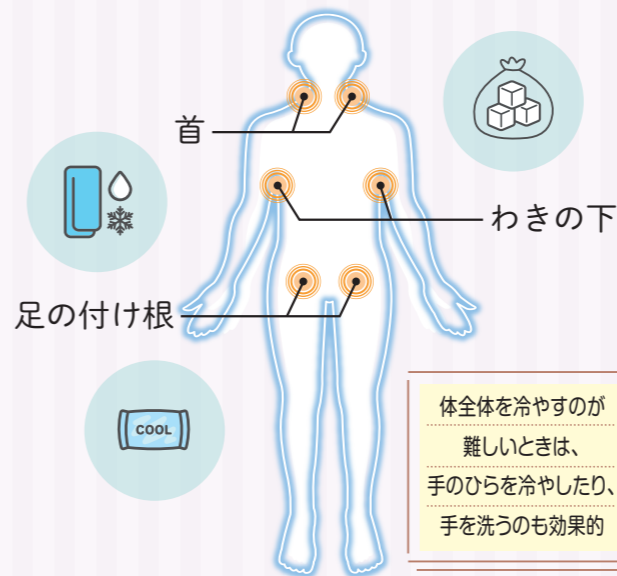 首
わきの下
足の付け根
COOL
体全体を冷やすのが
難しいときは、
手のひらを冷やしたり、
手を洗うのも効果的